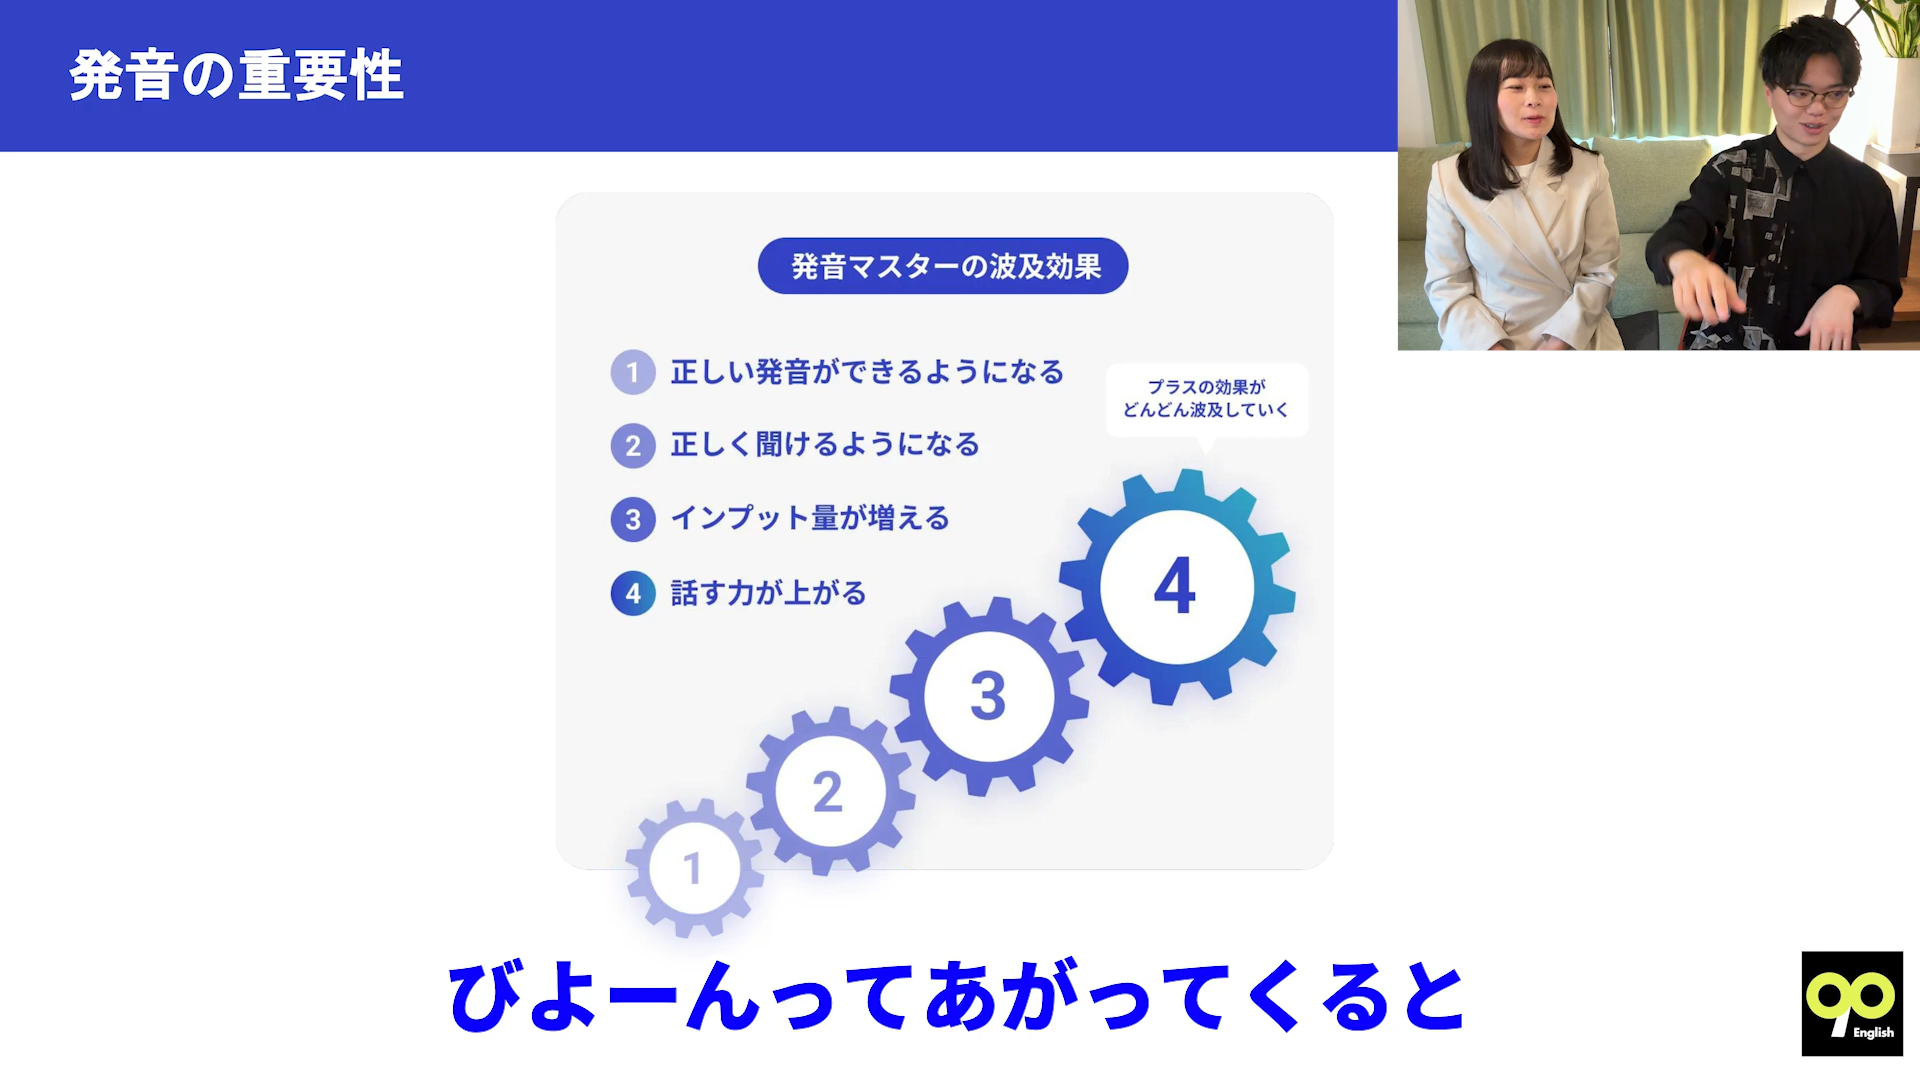 発音の重要性
発音マスターの波及効果
1 正しい発音ができるようになる
2 正しく聞けるようになる
3 インプット量が増える
4 話す力が上がる
プラスの効果が
どんどん波及していく
4
3
2
1
びよーんってあがってくると
90
English